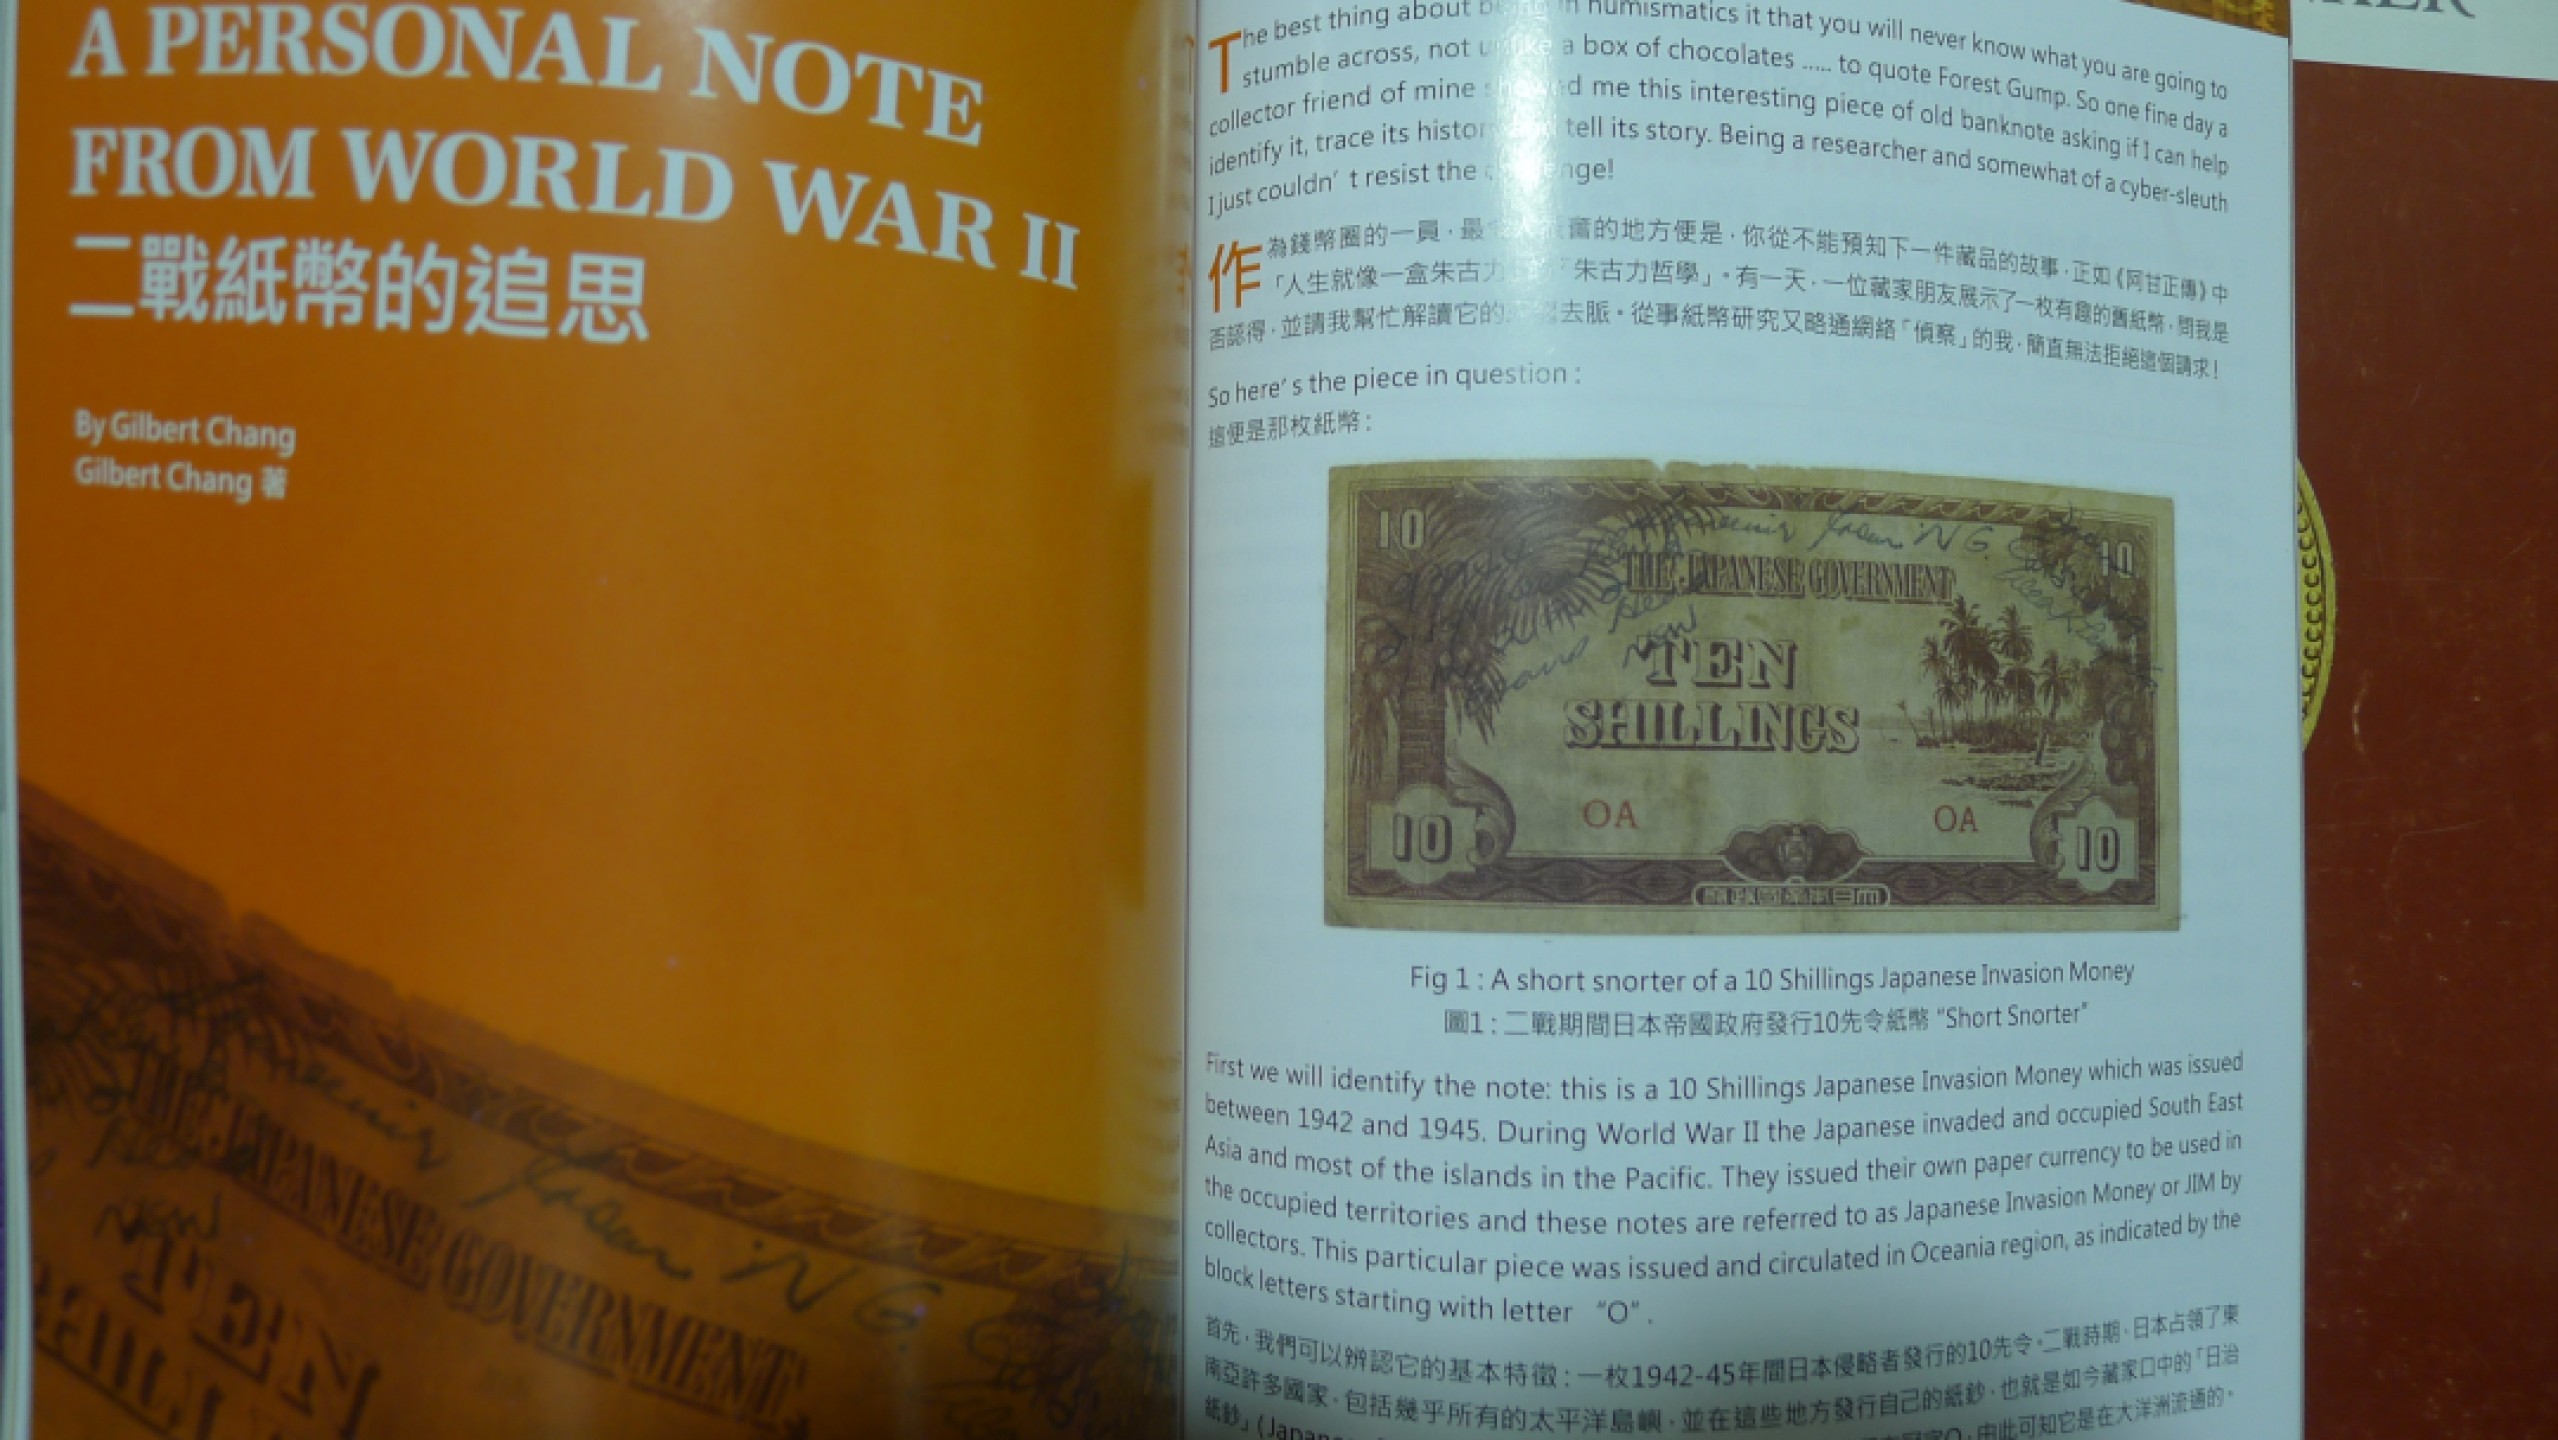 A PERSONAL NOTE
FROM WORLD WAR II
二戰紙幣的追思
By Gilbert Chang
Gilbert Chang 著
The best thing about numismatics it that you will never know what you are going to
stumble across, not a box of chocolates ..... to quote Forest Gump. So one fine day a
collector friend of mine me this interesting piece of old banknote asking if I can help
identify it, trace its tell its story. Being a researcher and somewhat of a cyber-sleuth
I just couldn't resist the
作為錢幣圈的一員,最 的地方便是,你從不能預知下一件藏品的故事,正如《阿甘正傳》中
「人生就像一盒朱古力 朱古力哲學」。有一天,一位藏家朋友展示了一枚有趣的舊紙幣,問我是
否認得,並請我幫忙解讀它的 去脈。從事紙幣研究又略通網絡「偵察」的我,簡直無法拒絕這個請求!
So here's the piece in question :
這便是那枚紙幣:
10
10
THE JAPANESE GOVERNMENT
NEW
TEN
SHILLINGS
OA
OA
10
10
Fig 1 : A short snorter of a 10 Shillings Japanese Invasion Money
圖1 : 二戰期間日本帝國政府發行10先令紙幣 "Short Snorter"
First we will identify the note: this is a 10 Shillings Japanese Invasion Money which was issued
between 1942 and 1945. During World War II the Japanese invaded and occupied South East
Asia and most of the islands in the Pacific. They issued their own paper currency to be used in
the occupied territories and these notes are referred to as Japanese Invasion Money or JIM by
collectors. This particular piece was issued and circulated in Oceania region, as indicated by the
block letters starting with letter "O".
首先,我們可以辨認它的基本特徵:一枚1942-45年間日本侵略者發行的10先令。二戰時期,日本占領了東
南亞許多國家,包括幾乎所有的太平洋島嶼,並在這些地方發行自己的紙鈔,也就是如今藏家口中的「日治
紙鈔」(Japan 由此可知它是在大洋洲流通的。
NEW
THE JAPANESE GOVERNMENT
TEN